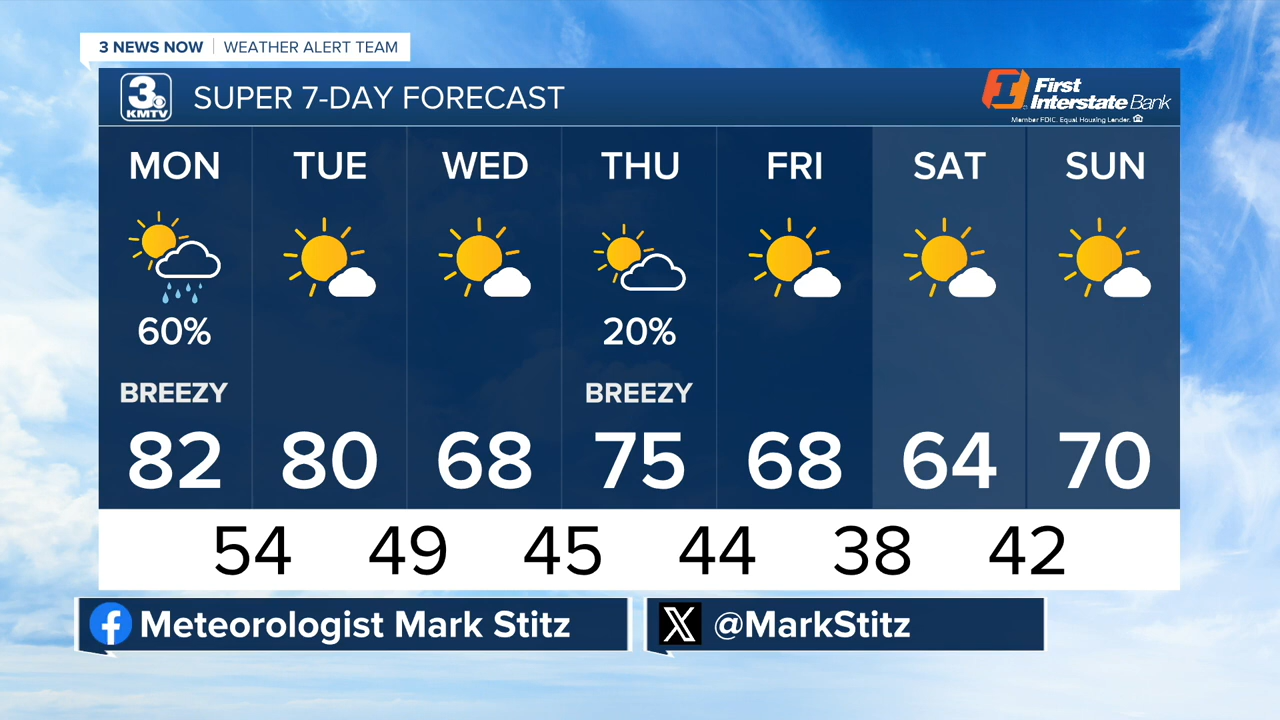 3 NEWS NOW | WEATHER ALERT TEAM
3 KMTV
SUPER 7-DAY FORECAST
First
Interstate Bank
Member FDIC. Equal Housing Lender.
MON TUE WED THU FRI SAT SUN
60% 20%
BREEZY BREEZY
82 80 68 75 68 64 70
54 49 45 44 38 42
Meteorologist Mark Stitz
@MarkStitz